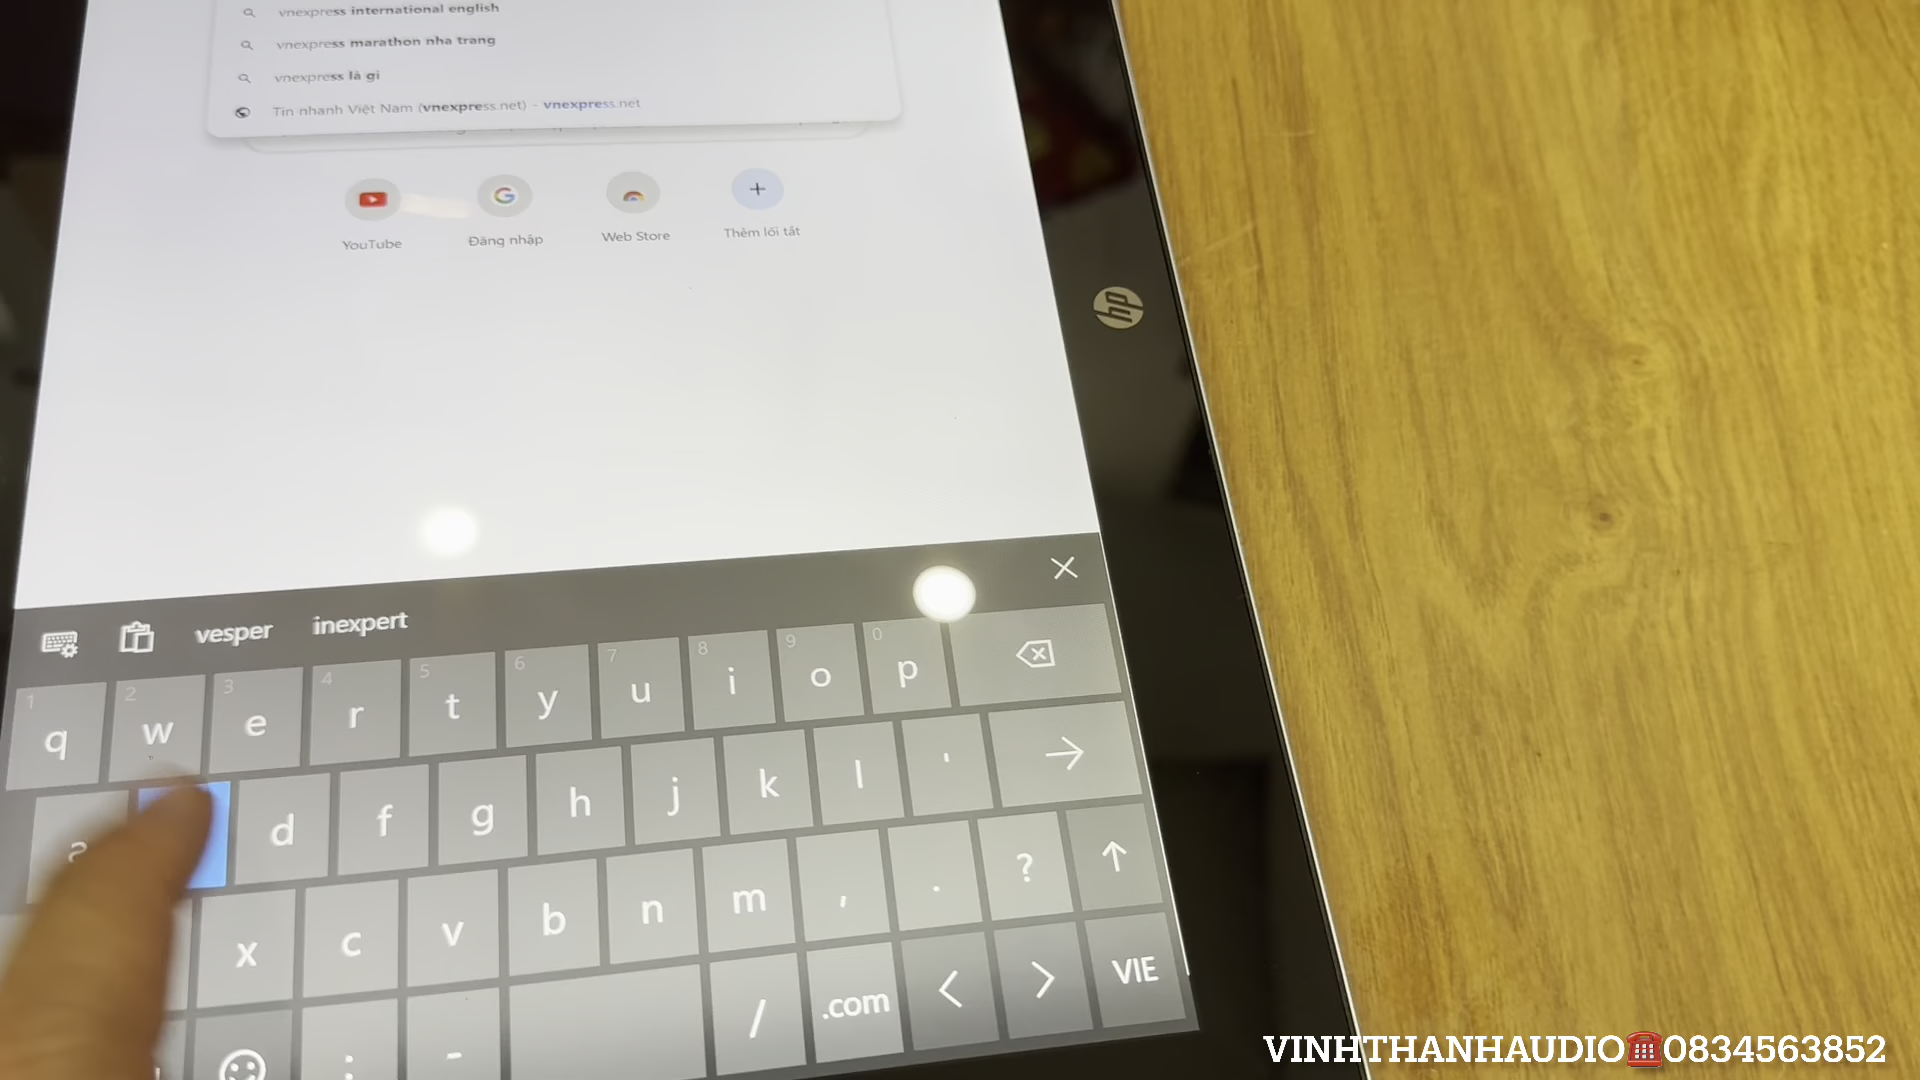 vnexpress international english
vnexpress marathon nha trang
vnexpress là gì
Tin nhanh Việt Nam (vnexpress.net) - vnexpress.net
YouTube
Đăng nhập
Web Store
Thêm lối tắt
hp
vesper inexpert
1 2 3 4 5 6 7 8 9 0
q w e r t y u i o p
a d f g h j k l '
x c v b n m , . ?
: - / .com < > VIE
VINHTHANHAUDIO☎️0834563852